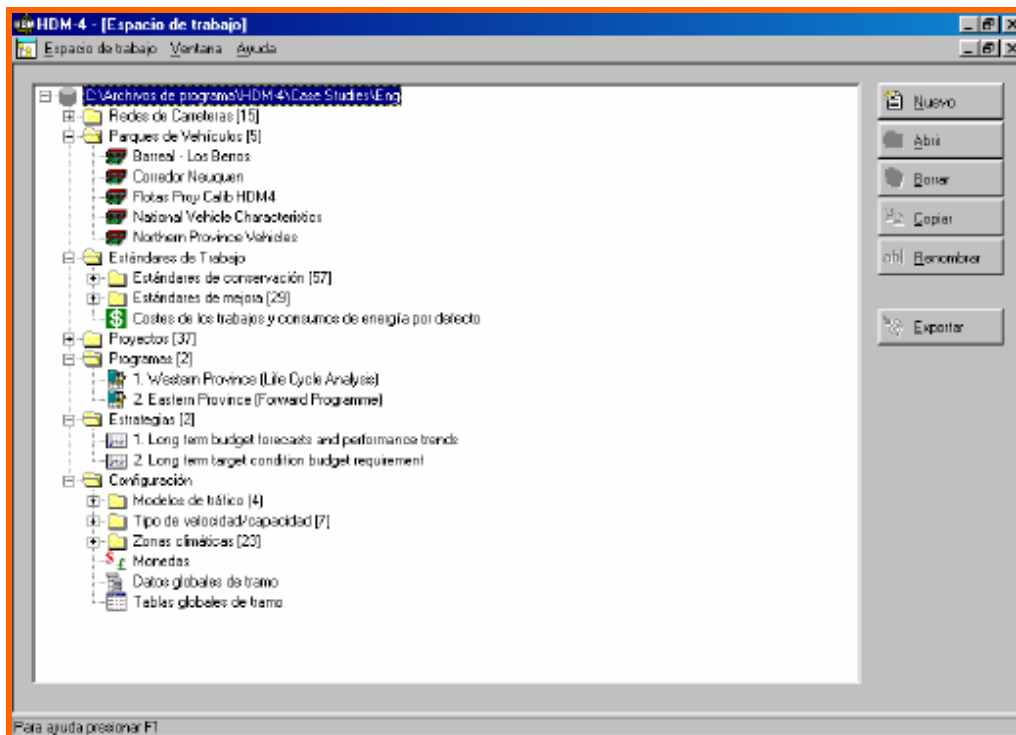 HDM-4 - [Espacio de trabajo]
Espacio de trabajo Ventana Ayuda
C:\Archivos de programa\HDM-4\Case Studies\Eng
Redes de Carreteras [15]
Parques de Vehículos [5]
Barreal - Los Berros
Corredor Neuquen
Flotas Proy Calib HDM4
National Vehicle Characteristics
Northern Province Vehicles
Estándares de Trabajo
Estándares de conservación [57]
Estándares de mejora [29]
Costes de los trabajos y consumos de energía por defecto
Proyectos [37]
Programas [2]
1. Western Province (Life Cycle Analysis)
2. Eastern Province (Forward Programme)
Estrategias [2]
1. Long term budget forecasts and performance trends
2. Long term target condition budget requirement
Configuración
Modelos de tráfico [4]
Tipo de velocidad/capacidad [7]
Zonas climáticas [23]
Monedas
Datos globales de tramo
Tablas globales de tramo
Nuevo
Abrir
Borrar
Copiar
Renombrar
Exportar
Para ayuda presionar F1